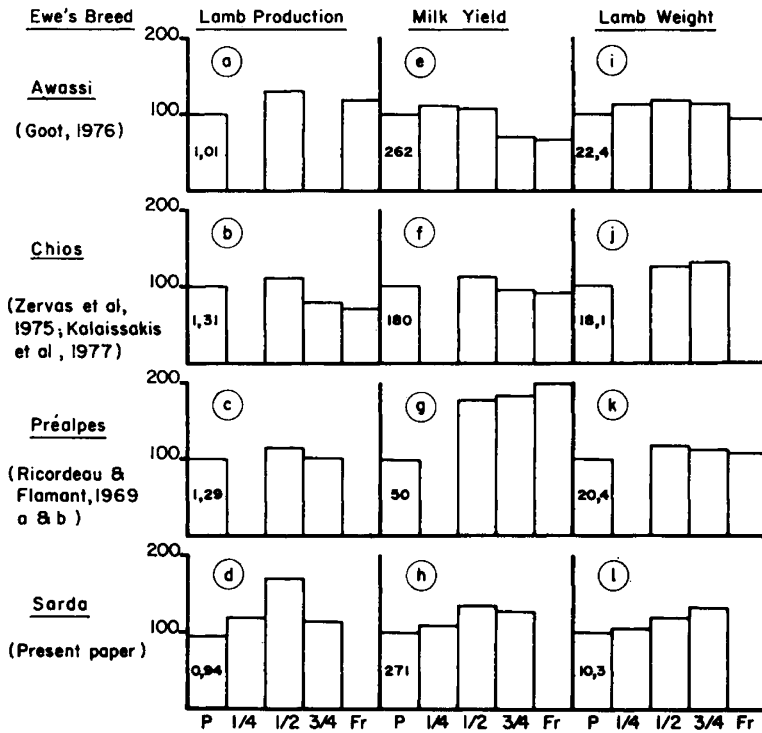 Ewe's Breed Lamb Production Milk Yield Lamb Weight
200 a e i
Awassi
100
(Goot, 1976)
1,01 262 22,4
200 b f j
Chios
100
(Zervas et al,
1975; Kalaissakis
et al, 1977)
1,31 180 18,1
200 c g k
Préalpes
100
(Ricordeau &
Flamant, 1969
a & b)
1,29 50 20,4
200 d h l
Sarda
100
(Present paper)
0,94 271 10,3
P 1/4 1/2 3/4 Fr P 1/4 1/2 3/4 Fr P 1/4 1/2 3/4 Fr